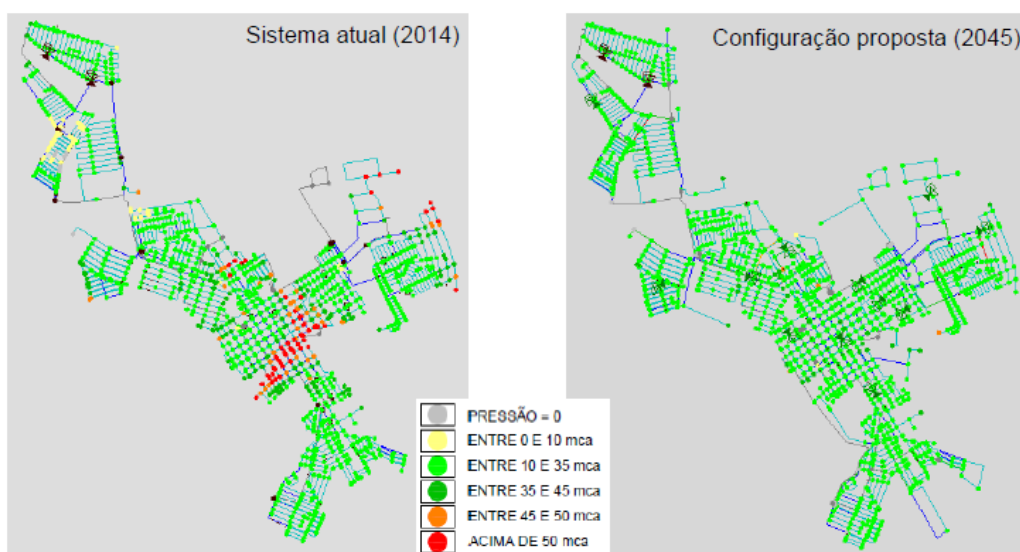 Sistema atual (2014)
Configuração proposta (2045)
PRESSÃO = 0
ENTRE 0 E 10 mca
ENTRE 10 E 35 mca
ENTRE 35 E 45 mca
ENTRE 45 E 50 mca
ACIMA DE 50 mca